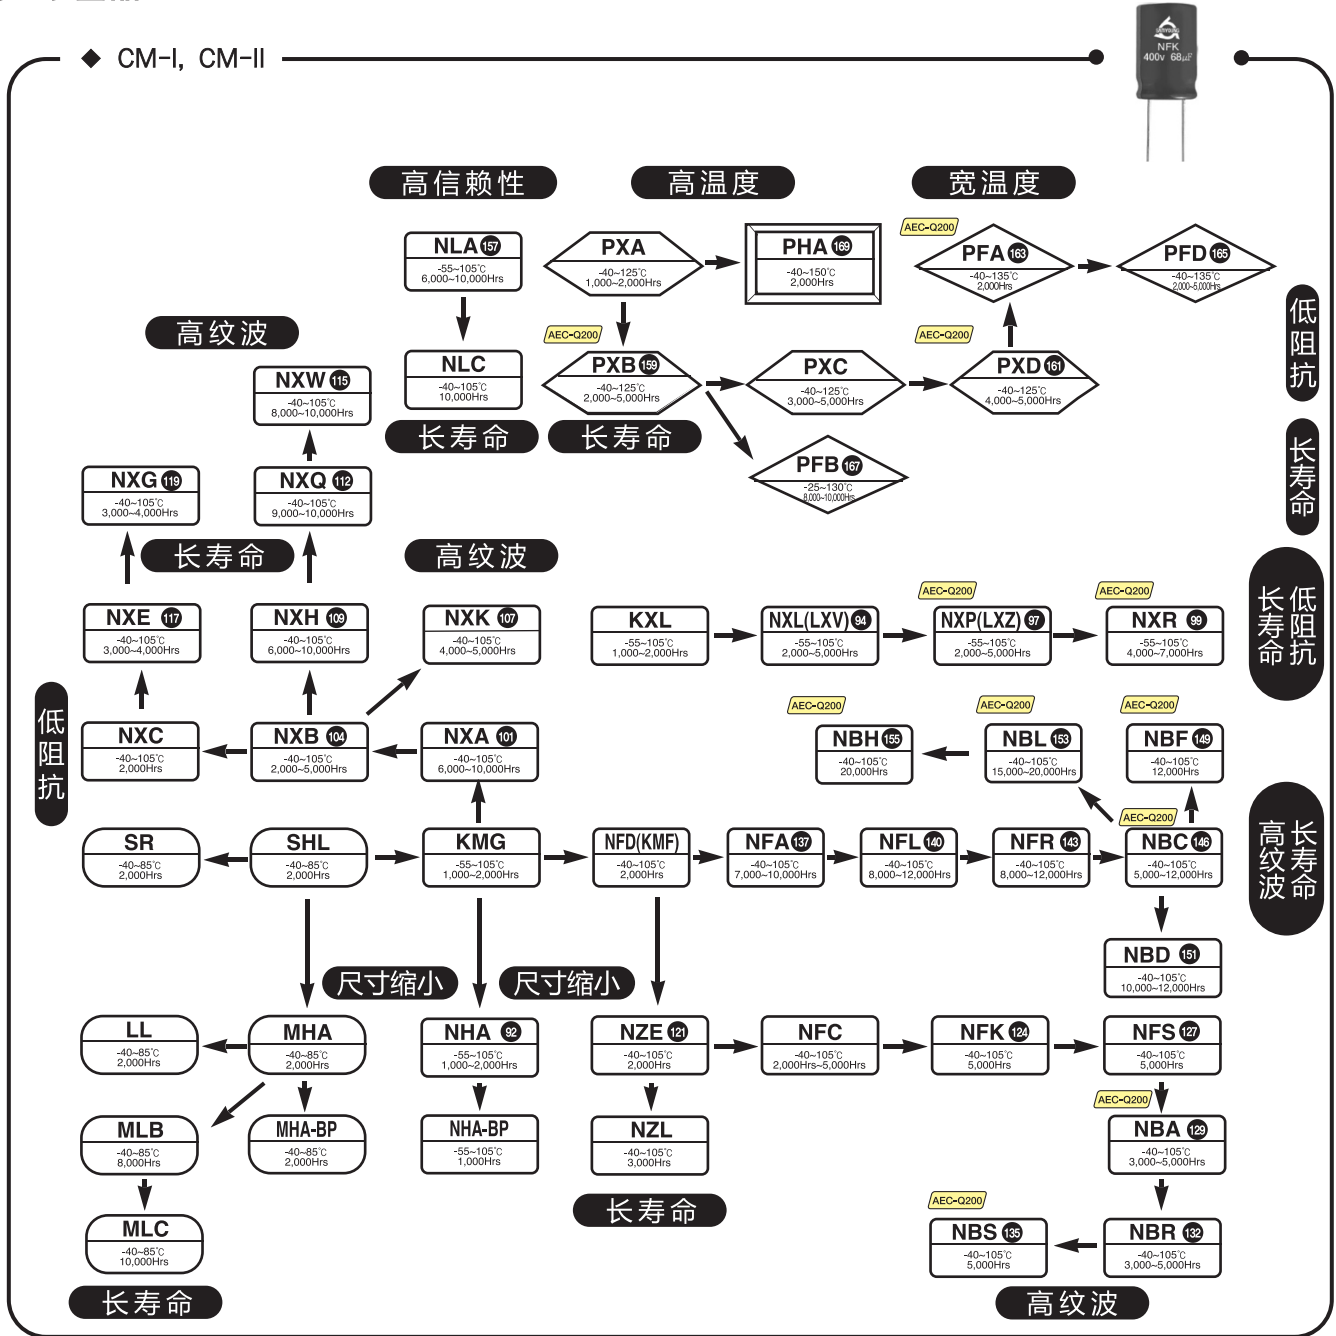 ◆ CM-I, CM-II
SAMYOUNG
NFK
400v 68μF
高信赖性
高温度
宽温度
AEC-Q200
NLA 157
-55~105℃
6,000~10,000Hrs
PXA
-40~125℃
1,000~2,000Hrs
PHA 169
-40~150℃
2,000Hrs
PFA 163
-40~135℃
2,000Hrs
PFD 165
-40~135℃
2,000~5,000Hrs
低阻抗
高纹波
AEC-Q200
AEC-Q200
NXW 115
-40~105℃
8,000~10,000Hrs
NLC
-40~105℃
10,000Hrs
PXB 159
-40~125℃
2,000~5,000Hrs
PXC
-40~125℃
3,000~5,000Hrs
PXD 161
-40~125℃
4,000~5,000Hrs
长寿命
长寿命
长寿命
NXG 119
-40~105℃
3,000~4,000Hrs
NXQ 112
-40~105℃
9,000~10,000Hrs
PFB 167
-25~130℃
8,000~10,000Hrs
长寿命
高纹波
AEC-Q200
AEC-Q200
NXE 117
-40~105℃
3,000~4,000Hrs
NXH 109
-40~105℃
6,000~10,000Hrs
NXK 107
-40~105℃
4,000~5,000Hrs
KXL
-55~105℃
1,000~2,000Hrs
NXL(LXV) 94
-55~105℃
2,000~5,000Hrs
NXP(LXZ) 97
-55~105℃
2,000~5,000Hrs
NXR 99
-55~105℃
4,000~7,000Hrs
低阻抗
长寿命
低阻抗
AEC-Q200
AEC-Q200
AEC-Q200
NXC
-40~105℃
2,000Hrs
NXB 104
-40~105℃
2,000~5,000Hrs
NXA 101
-40~105℃
6,000~10,000Hrs
NBH 155
-40~105℃
20,000Hrs
NBL 153
-40~105℃
15,000~20,000Hrs
NBF 149
-40~105℃
12,000Hrs
AEC-Q200
SR
-40~85℃
2,000Hrs
SHL
-40~85℃
2,000Hrs
KMG
-55~105℃
1,000~2,000Hrs
NFD(KMF)
-40~105℃
2,000Hrs
NFA 137
-40~105℃
7,000~10,000Hrs
NFL 140
-40~105℃
8,000~12,000Hrs
NFR 143
-40~105℃
8,000~12,000Hrs
NBC 146
-40~105℃
5,000~12,000Hrs
长寿命
高纹波
尺寸缩小
尺寸缩小
NBD 151
-40~105℃
10,000~12,000Hrs
LL
-40~85℃
2,000Hrs
MHA
-40~85℃
2,000Hrs
NHA 92
-55~105℃
1,000~2,000Hrs
NZE 121
-40~105℃
2,000Hrs
NFC
-40~105℃
2,000Hrs~5,000Hrs
NFK 124
-40~105℃
5,000Hrs
NFS 127
-40~105℃
5,000Hrs
AEC-Q200
MLB
-40~85℃
8,000Hrs
MHA-BP
-40~85℃
2,000Hrs
NHA-BP
-55~105℃
1,000Hrs
NZL
-40~105℃
3,000Hrs
NBA 129
-40~105℃
3,000~5,000Hrs
长寿命
AEC-Q200
MLC
-40~85℃
10,000Hrs
NBS 135
-40~105℃
5,000Hrs
NBR 132
-40~105℃
3,000~5,000Hrs
长寿命
高纹波